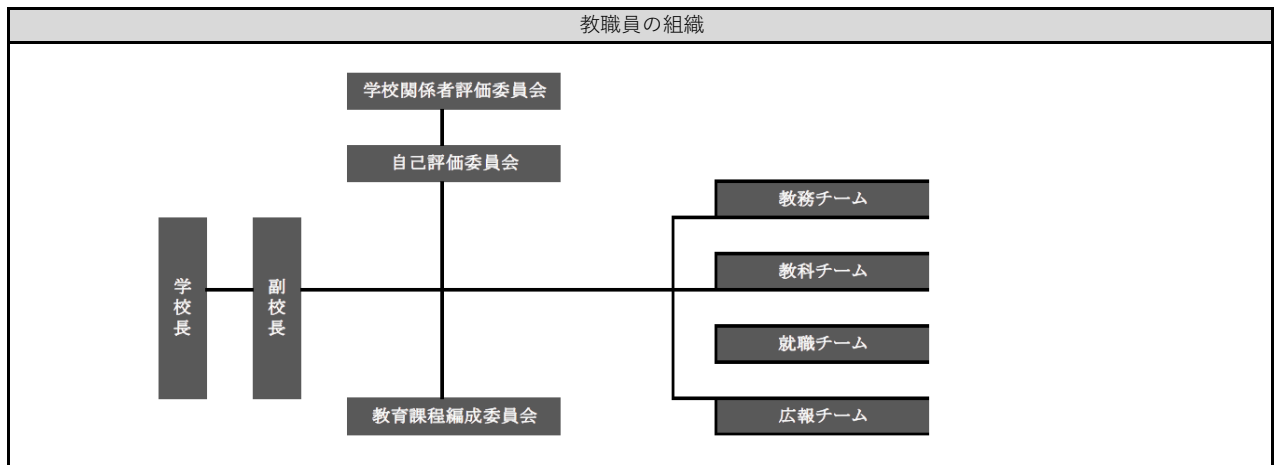 教職員の組織
学校関係者評価委員会
自己評価委員会
教務チーム
教科チーム
学校長
副校長
就職チーム
教育課程編成委員会
広報チーム